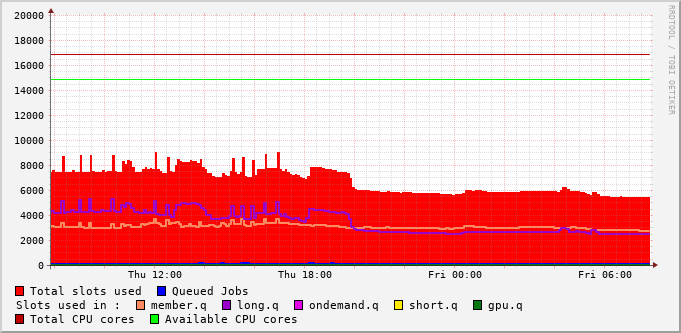 20000
18000
16000
14000
12000
10000
8000
6000
4000
2000
0
Thu 12:00 Thu 18:00 Fri 00:00 Fri 06:00
RRDTOOL / TOBI OETIKER
Total slots used Queued Jobs
Slots used in : member.q long.q ondemand.q short.q gpu.q
Total CPU cores Available CPU cores